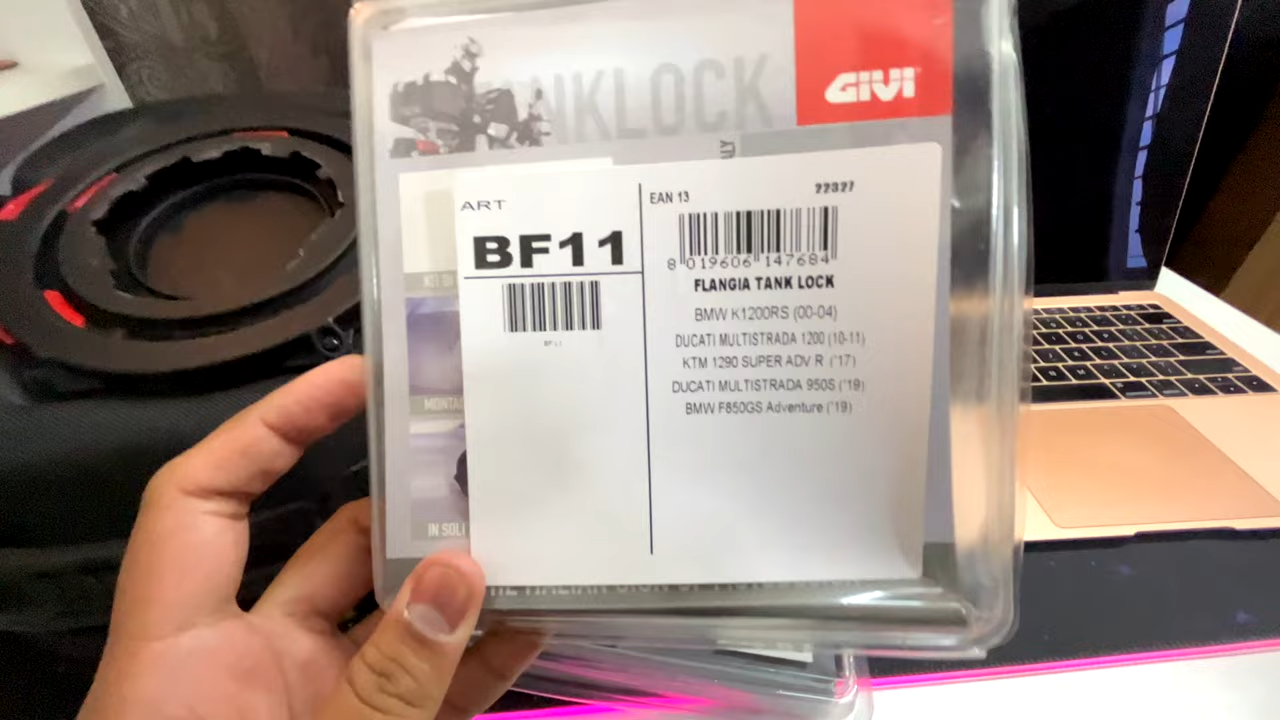 NKLOCK
GIVI
ART
BF11
EAN 13
22327
8 019606 147684
FLANGIA TANK LOCK
BMW K1200RS (00-04)
DUCATI MULTISTRADA 1200 (10-11)
KTM 1290 SUPER ADV R ('17)
DUCATI MULTISTRADA 950S ('19)
BMW F850GS Adventure ('19)
IN SOLI